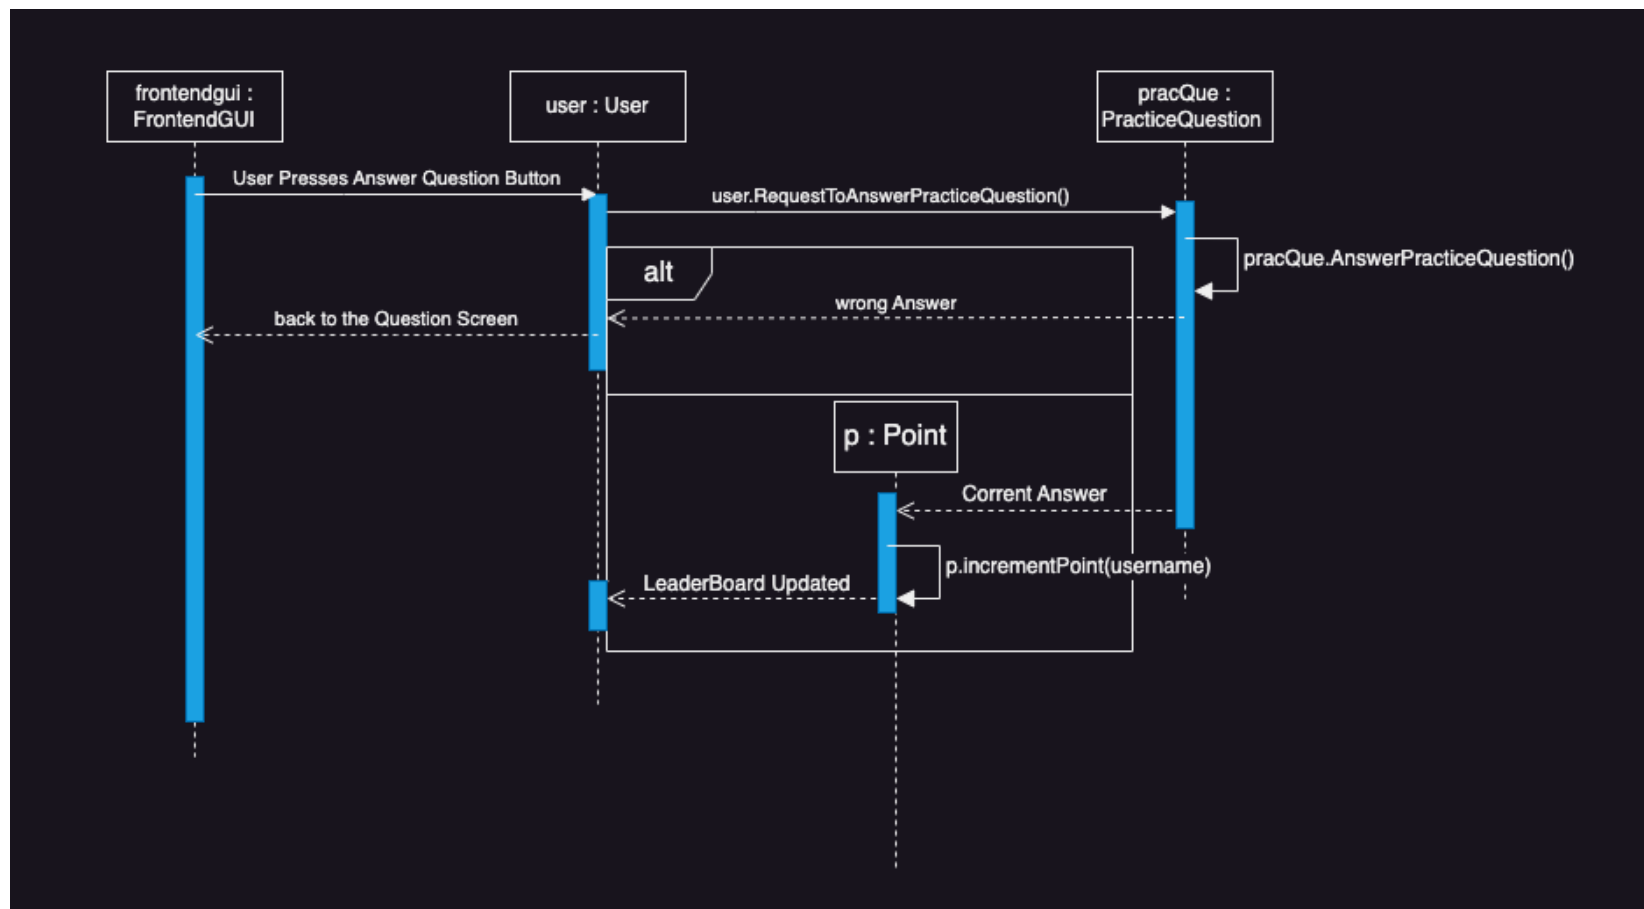 frontendgui :
FrontendGUI
user : User
pracQue :
PracticeQuestion
User Presses Answer Question Button
user.RequestToAnswerPracticeQuestion()
pracQue.AnswerPracticeQuestion()
alt
wrong Answer
back to the Question Screen
p : Point
Corrent Answer
p.incrementPoint(username)
LeaderBoard Updated